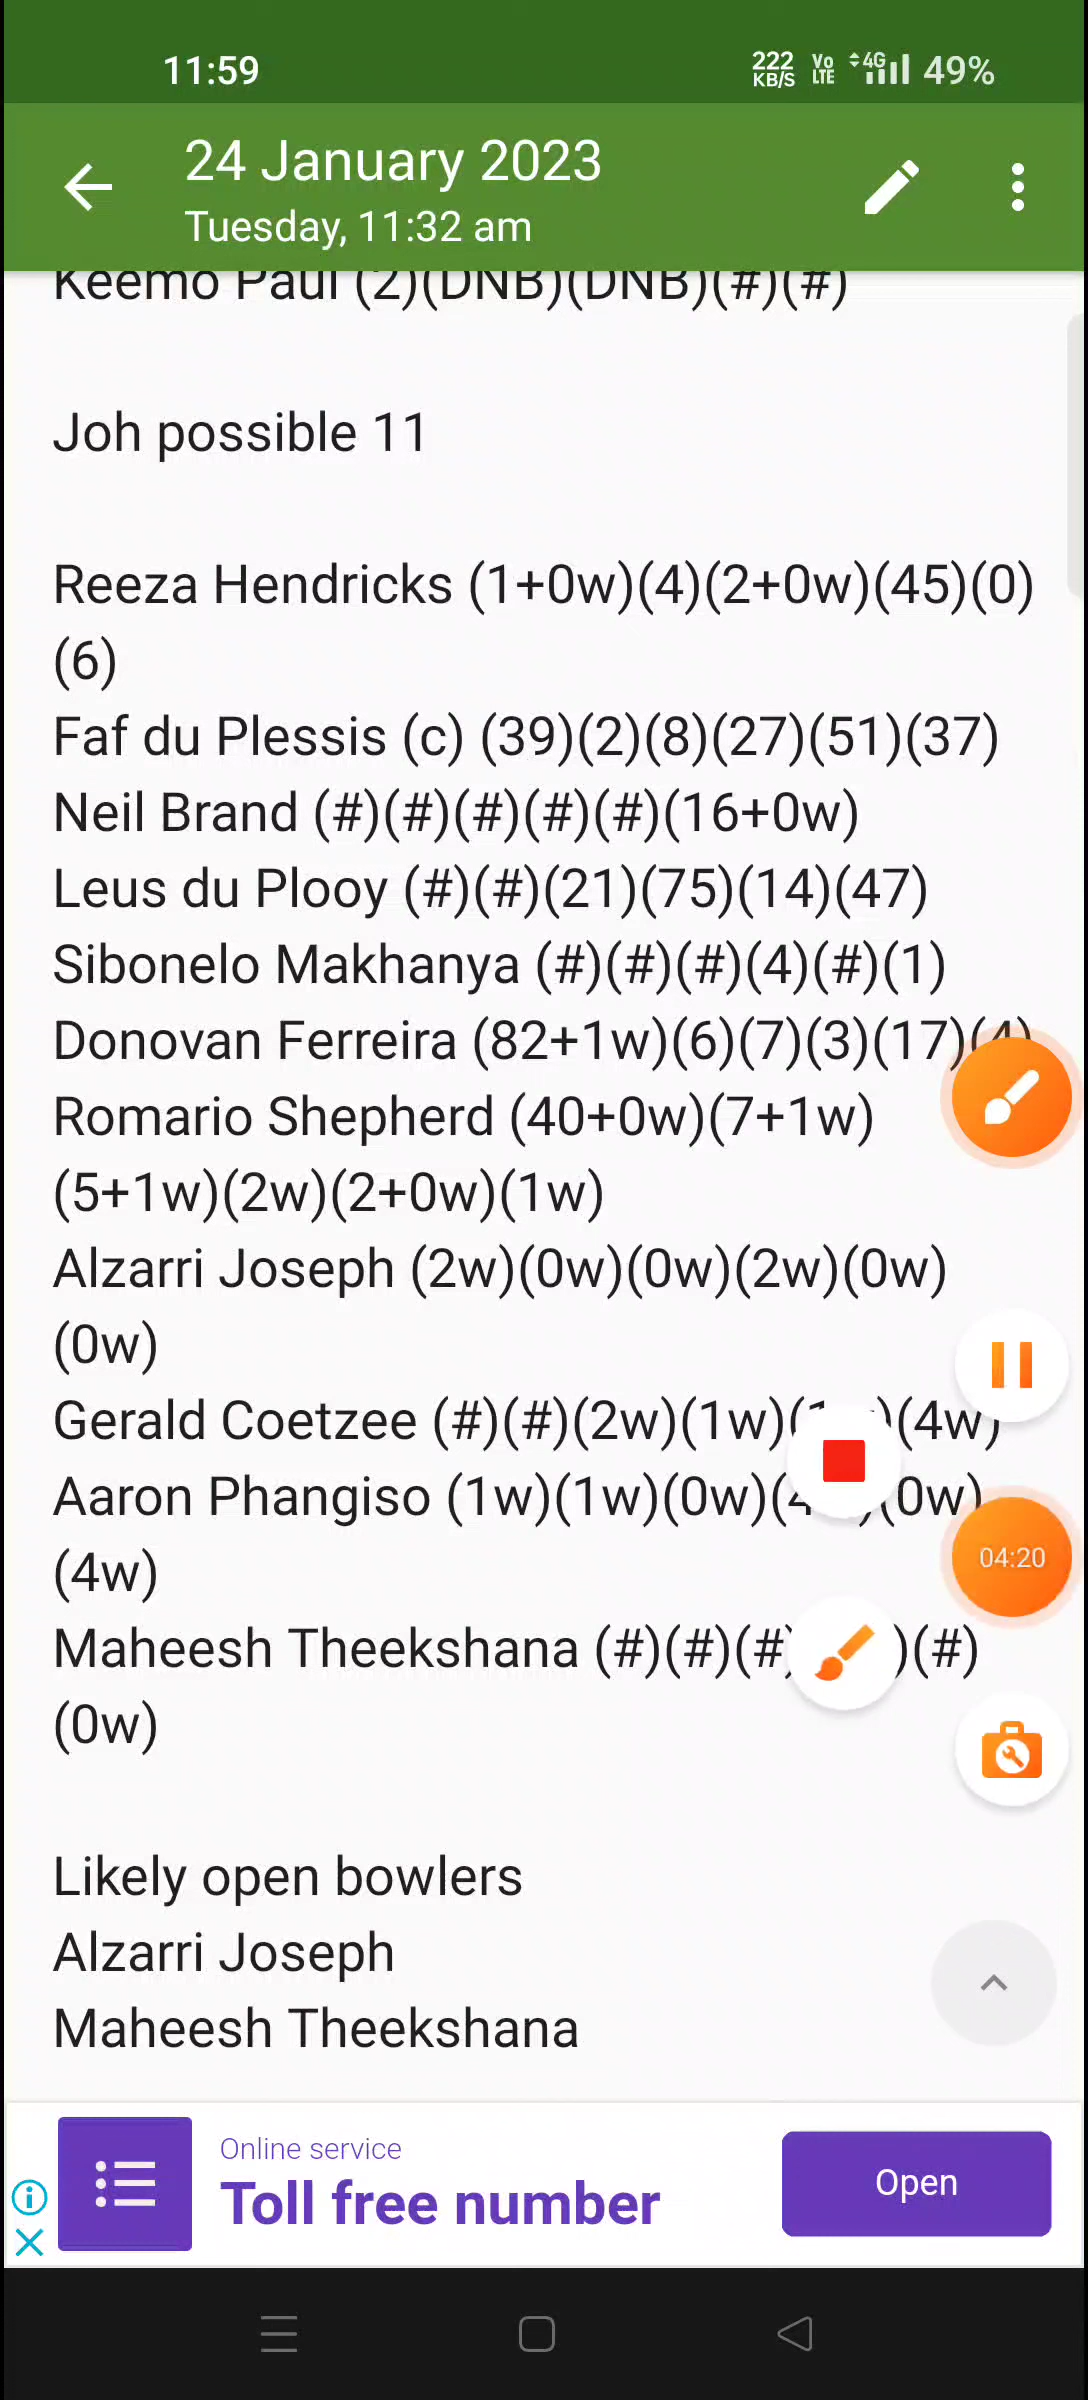 11:59
222 KB/S Vo LTE 4G 49%
24 January 2023
Tuesday, 11:32 am
Keemo Paul (2)(DNB)(DNB)(#)(#)
Joh possible 11
Reeza Hendricks (1+0w)(4)(2+0w)(45)(0)
(6)
Faf du Plessis (c) (39)(2)(8)(27)(51)(37)
Neil Brand (#)(#)(#)(#)(#)(16+0w)
Leus du Plooy (#)(#)(21)(75)(14)(47)
Sibonelo Makhanya (#)(#)(#)(4)(#)(1)
Donovan Ferreira (82+1w)(6)(7)(3)(17)(4)
Romario Shepherd (40+0w)(7+1w)
(5+1w)(2w)(2+0w)(1w)
Alzarri Joseph (2w)(0w)(0w)(2w)(0w)
(0w)
Gerald Coetzee (#)(#)(2w)(1w) (4w)
Aaron Phangiso (1w)(1w)(0w) (0w)
(4w)
Maheesh Theekshana (#)(#)(#) (#)
(0w)
04:20
Likely open bowlers
Alzarri Joseph
Maheesh Theekshana
Online service
Toll free number
Open